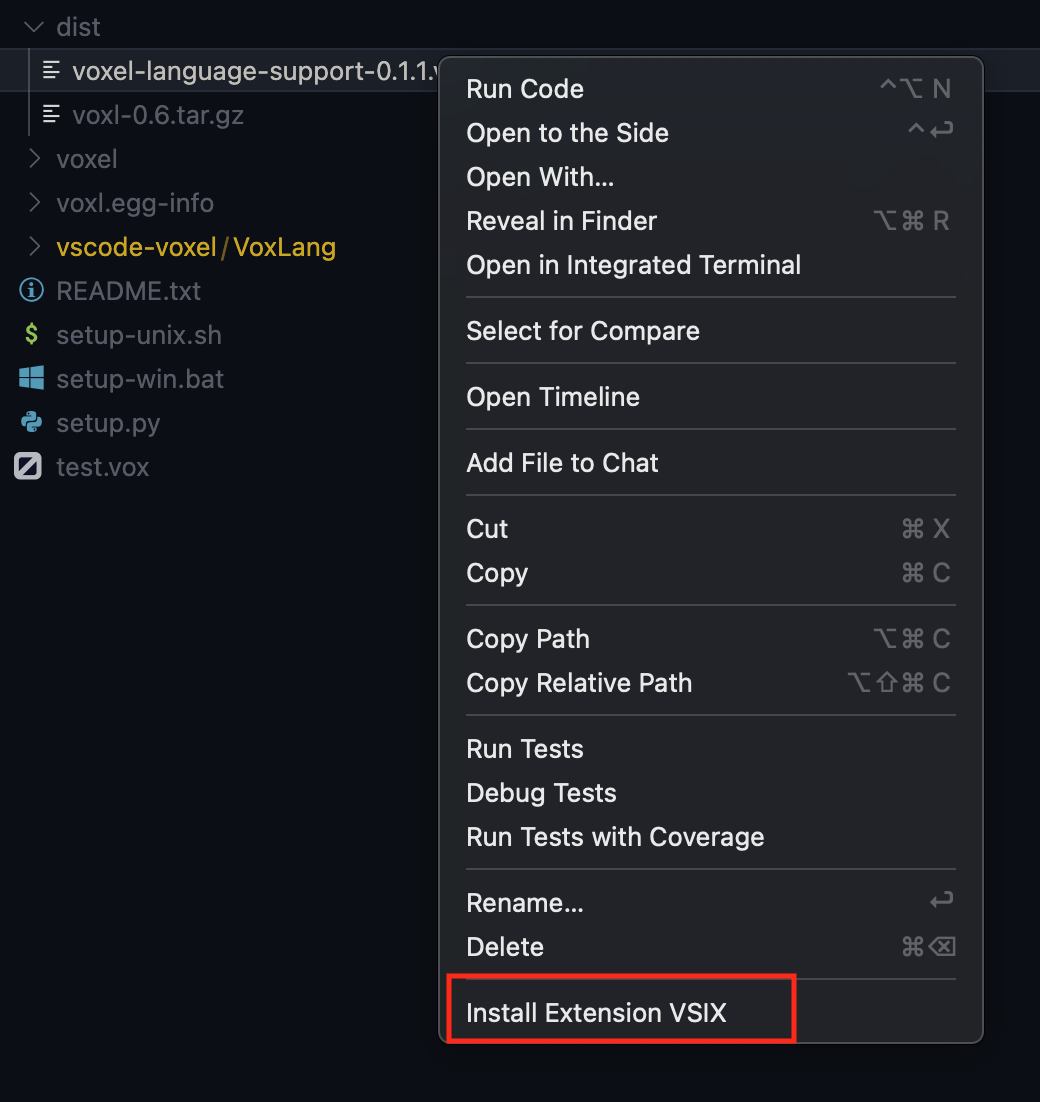 dist
voxel-language-support-0.1.1.
voxl-0.6.tar.gz
voxel
voxl.egg-info
vscode-voxel/VoxLang
README.txt
$ setup-unix.sh
setup-win.bat
setup.py
test.vox
Run Code ^⌥ N
Open to the Side ^↩
Open With...
Reveal in Finder ⌥⌘ R
Open in Integrated Terminal
Select for Compare
Open Timeline
Add File to Chat
Cut ⌘ X
Copy ⌘ C
Copy Path ⌥⌘ C
Copy Relative Path ⌥⇧⌘ C
Run Tests
Debug Tests
Run Tests with Coverage
Rename... ↩
Delete ⌘⌫
Install Extension VSIX